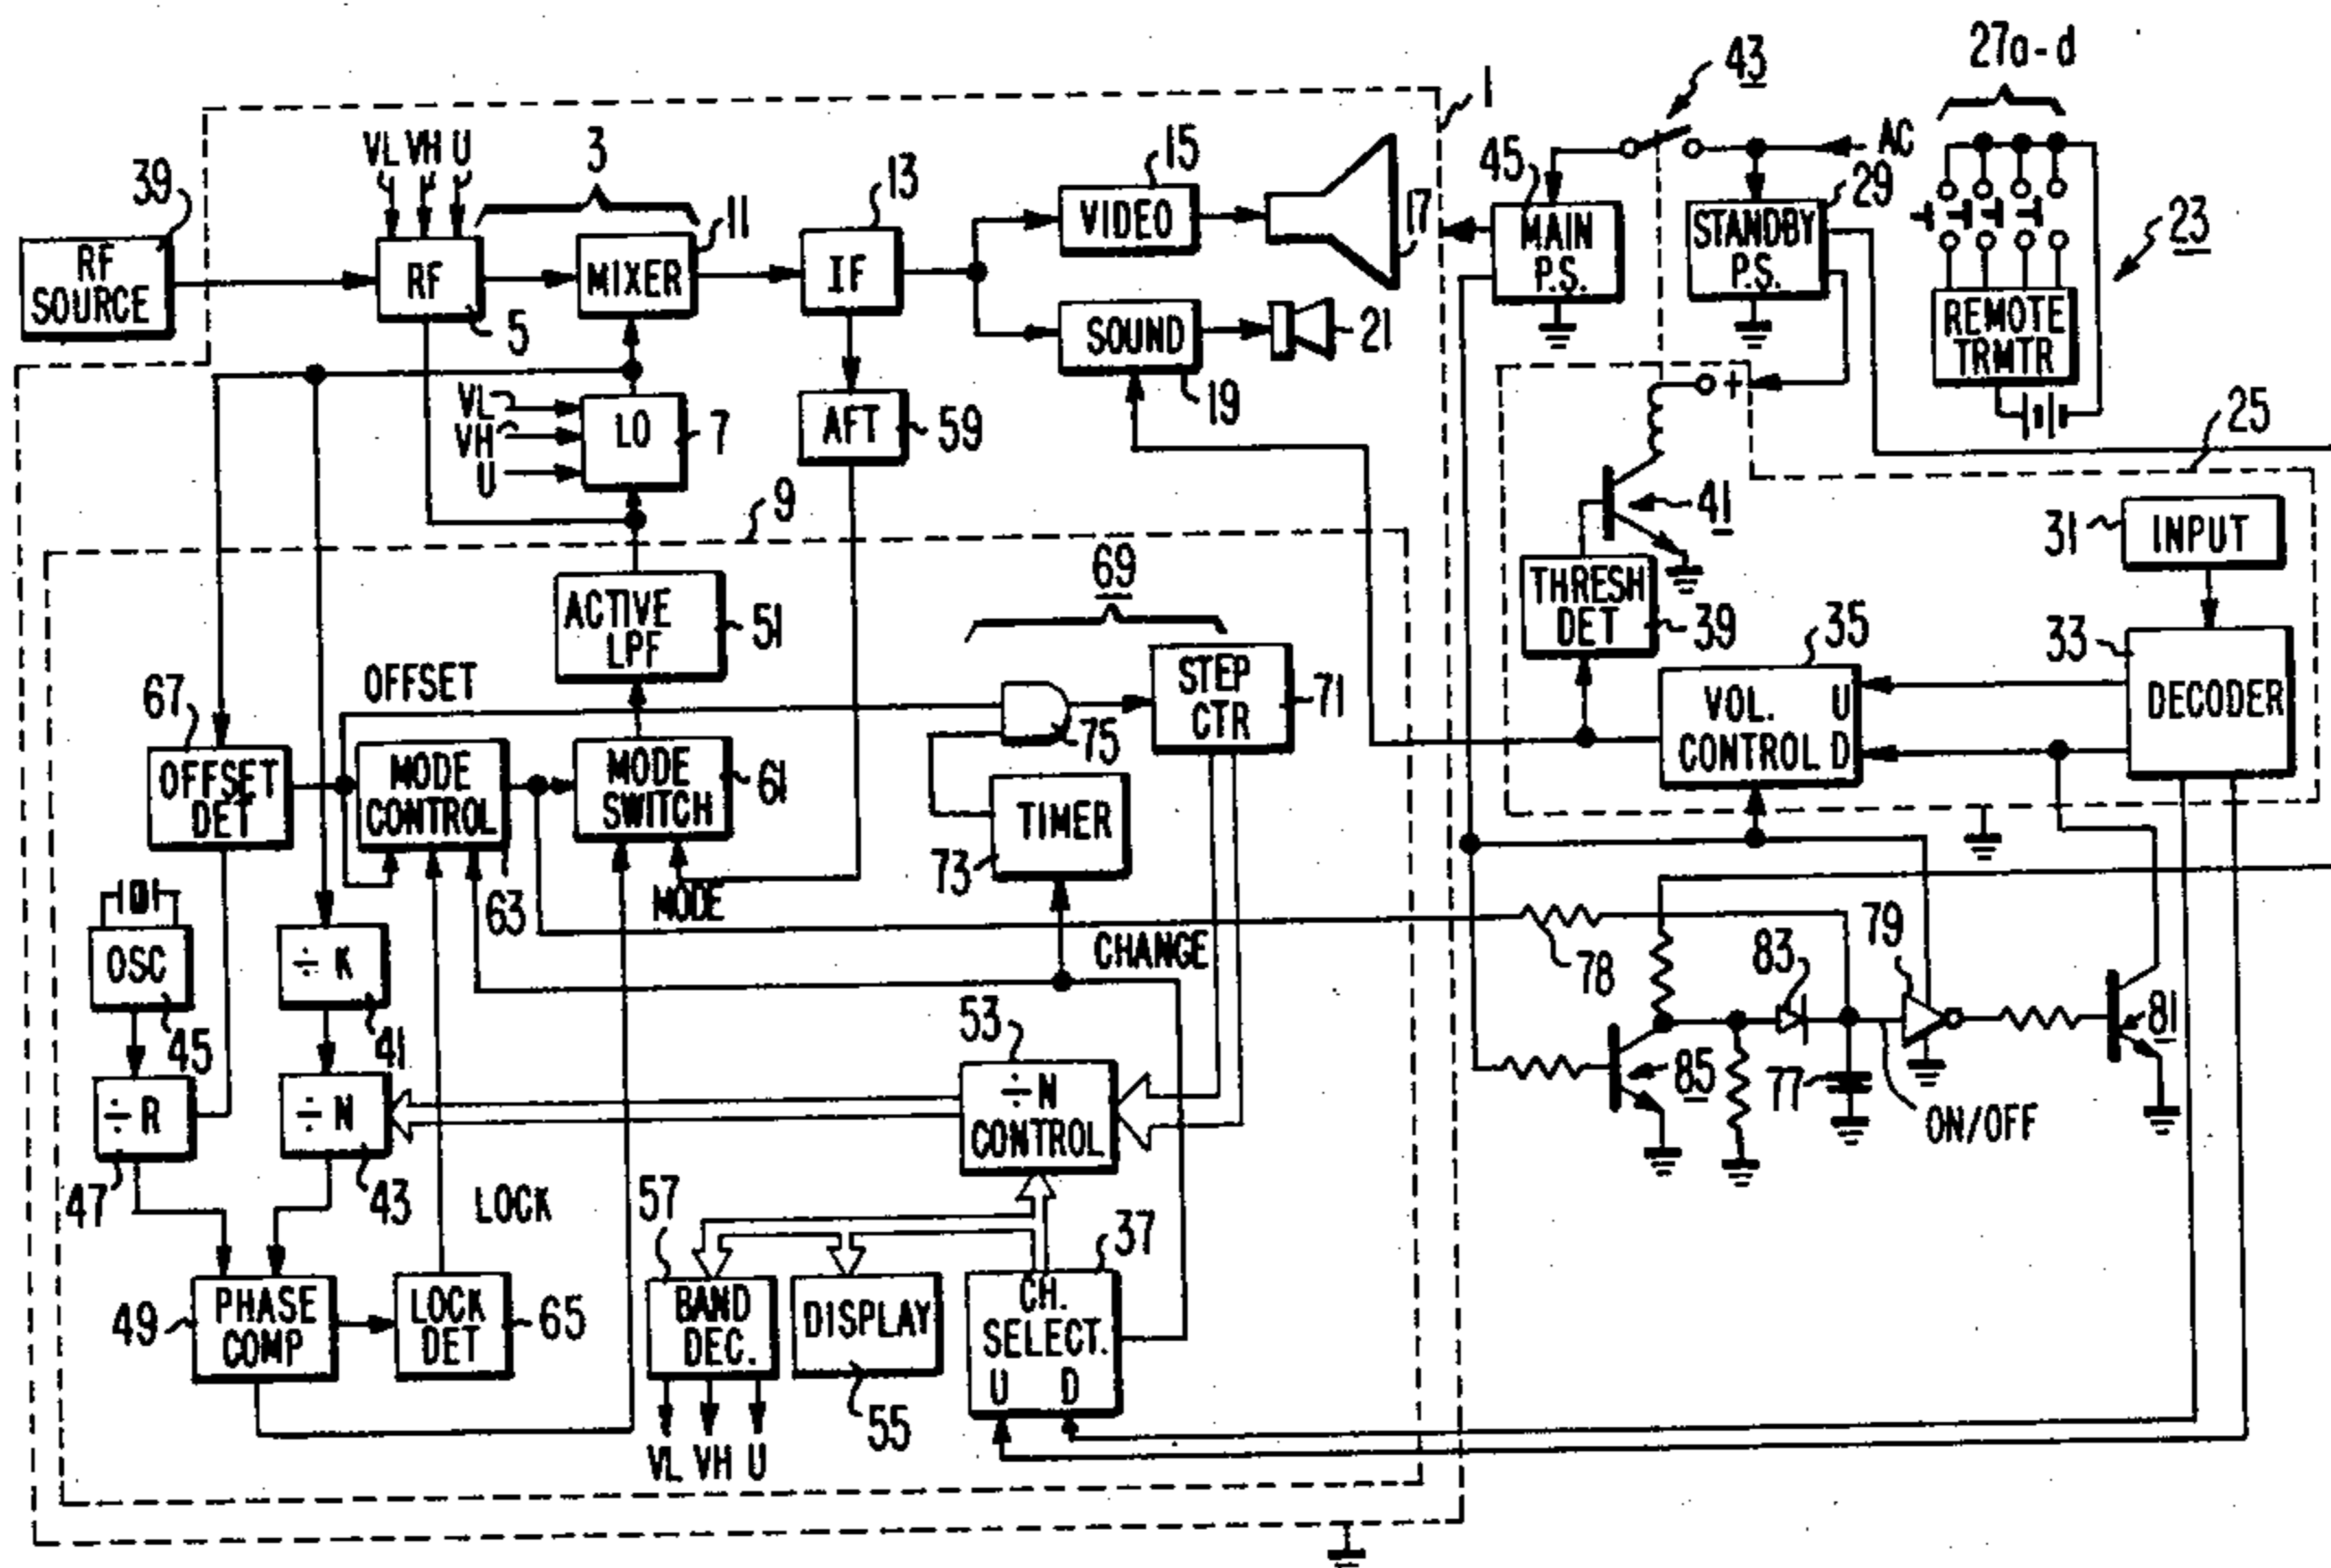 27a-d
43
1
VL VH U
3
15
AC
39
13
45
29
11
17
23
RF
SOURCE
RF
MIXER
IF
VIDEO
MAIN
P.S.
STANDBY
P.S.
5
SOUND
21
REMOTE
TRMTR
+
VL
VH
U
LO
7
AFT
59
19
25
9
41
31
INPUT
69
THRESH
DET
39
ACTIVE
LPF
51
35
33
STEP
CTR
71
67
OFFSET
VOL.
CONTROL
U
D
DECODER
75
OFFSET
DET
MODE
CONTROL
MODE
SWITCH
61
TIMER
73
63
MODE
OSC
÷ K
CHANGE
78
83
79
81
45
41
53
÷ R
÷ N
÷ N
CONTROL
85
77
ON/OFF
47
43
LOCK
57
37
49
PHASE
COMP
LOCK
DET
65
BAND
DEC.
DISPLAY
CH.
SELECT.
U D
55
VL VH U